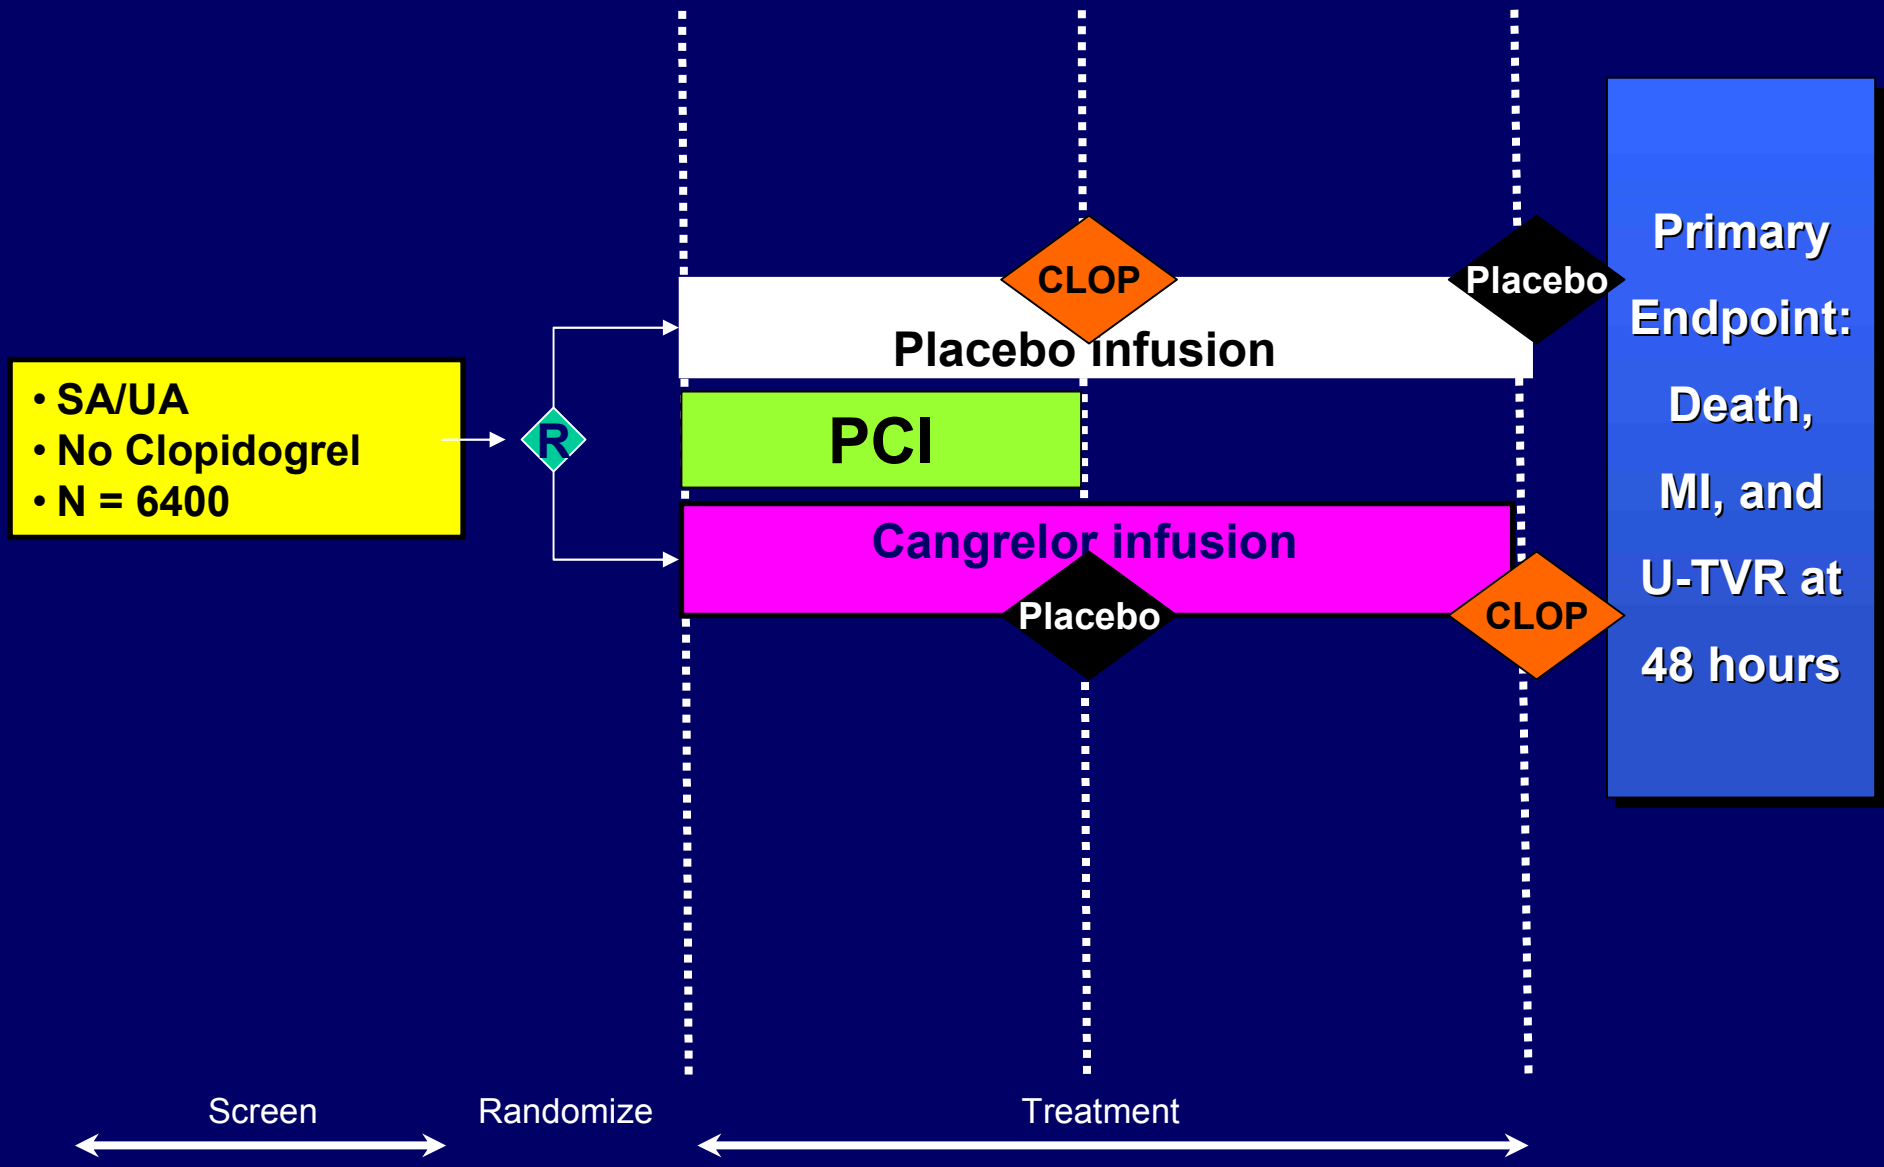 • SA/UA
• No Clopidogrel
• N = 6400
R
CLOP
Placebo
Placebo infusion
PCI
Cangrelor infusion
Placebo
CLOP
Primary
Endpoint:
Death,
MI, and
U-TVR at
48 hours
Screen
Randomize
Treatment